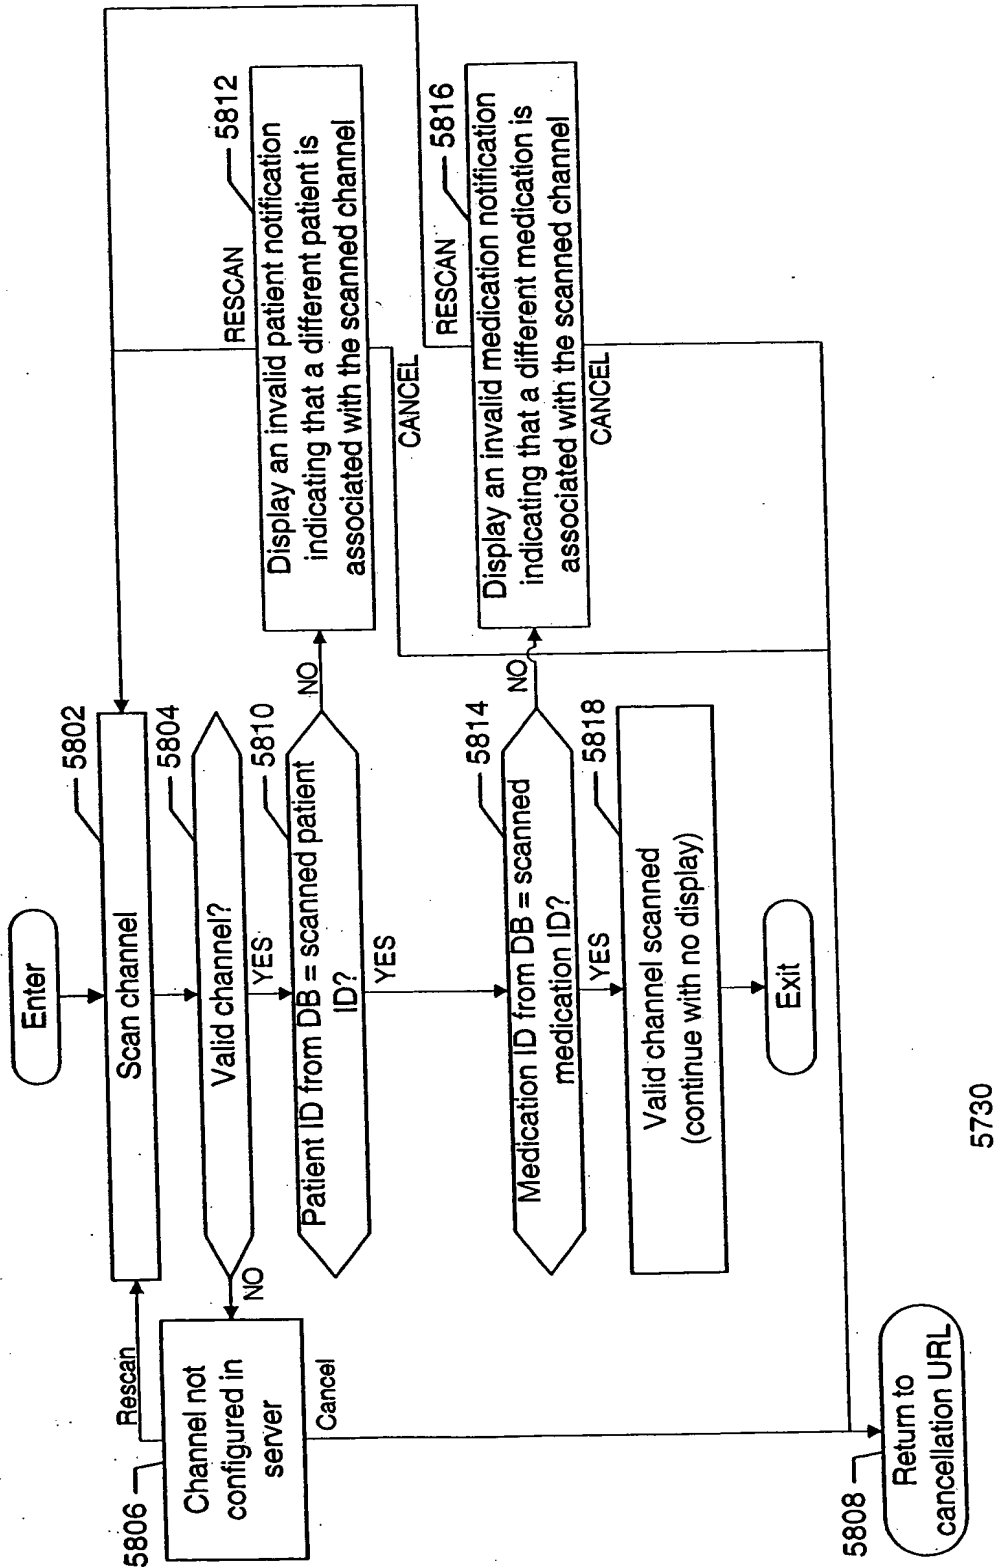 Enter
5802
Scan channel
5804
Valid channel?
YES
NO
5806
Channel not
configured in
server
Rescan
Cancel
5808
Return to
cancellation URL
5810
Patient ID from DB = scanned patient
ID?
YES
NO
5812
Display an invalid patient notification
indicating that a different patient is
associated with the scanned channel
RESCAN
CANCEL
5814
Medication ID from DB = scanned
medication ID?
YES
NO
5816
Display an invalid medication notification
indicating that a different medication is
associated with the scanned channel
RESCAN
CANCEL
5818
Valid channel scanned
(continue with no display)
Exit
5730